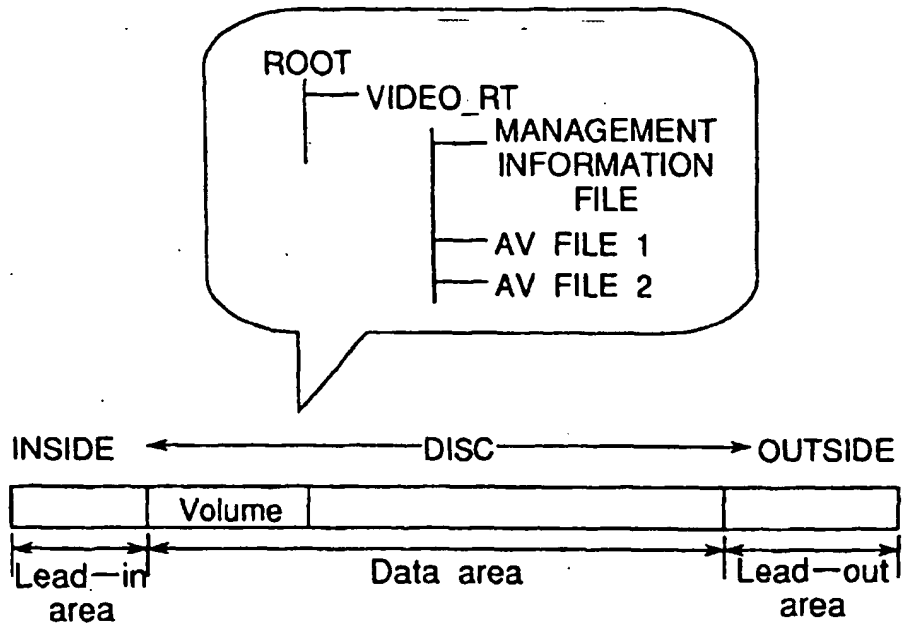 ROOT
VIDEO_RT
MANAGEMENT
INFORMATION
FILE
AV FILE 1
AV FILE 2
INSIDE DISC OUTSIDE
Volume
Lead-in
area
Data area
Lead-out
area